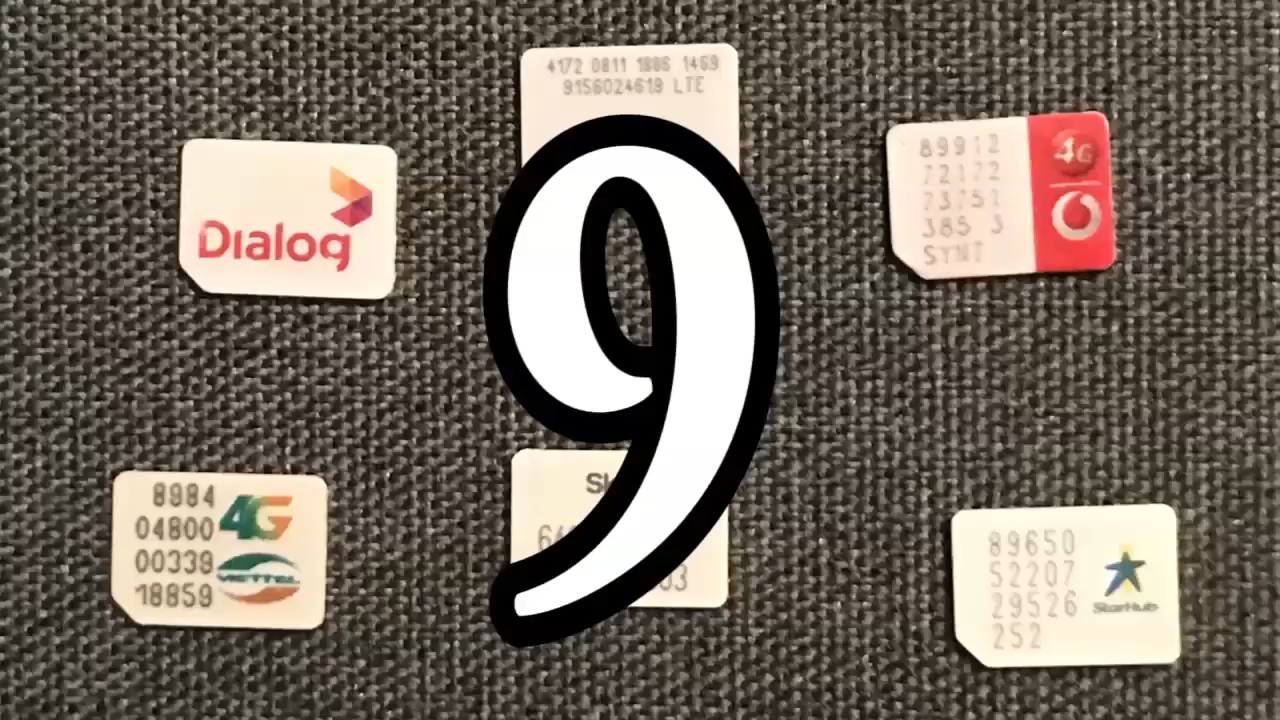 4172 0811 1886 1469
9156024619 LTE
Dialog
89912
72172
73751
385 3
SYNT
4G
9
8984
04800
00339
18859
4G
VIETTEL
03
89650
52207
29526
252
StarHub